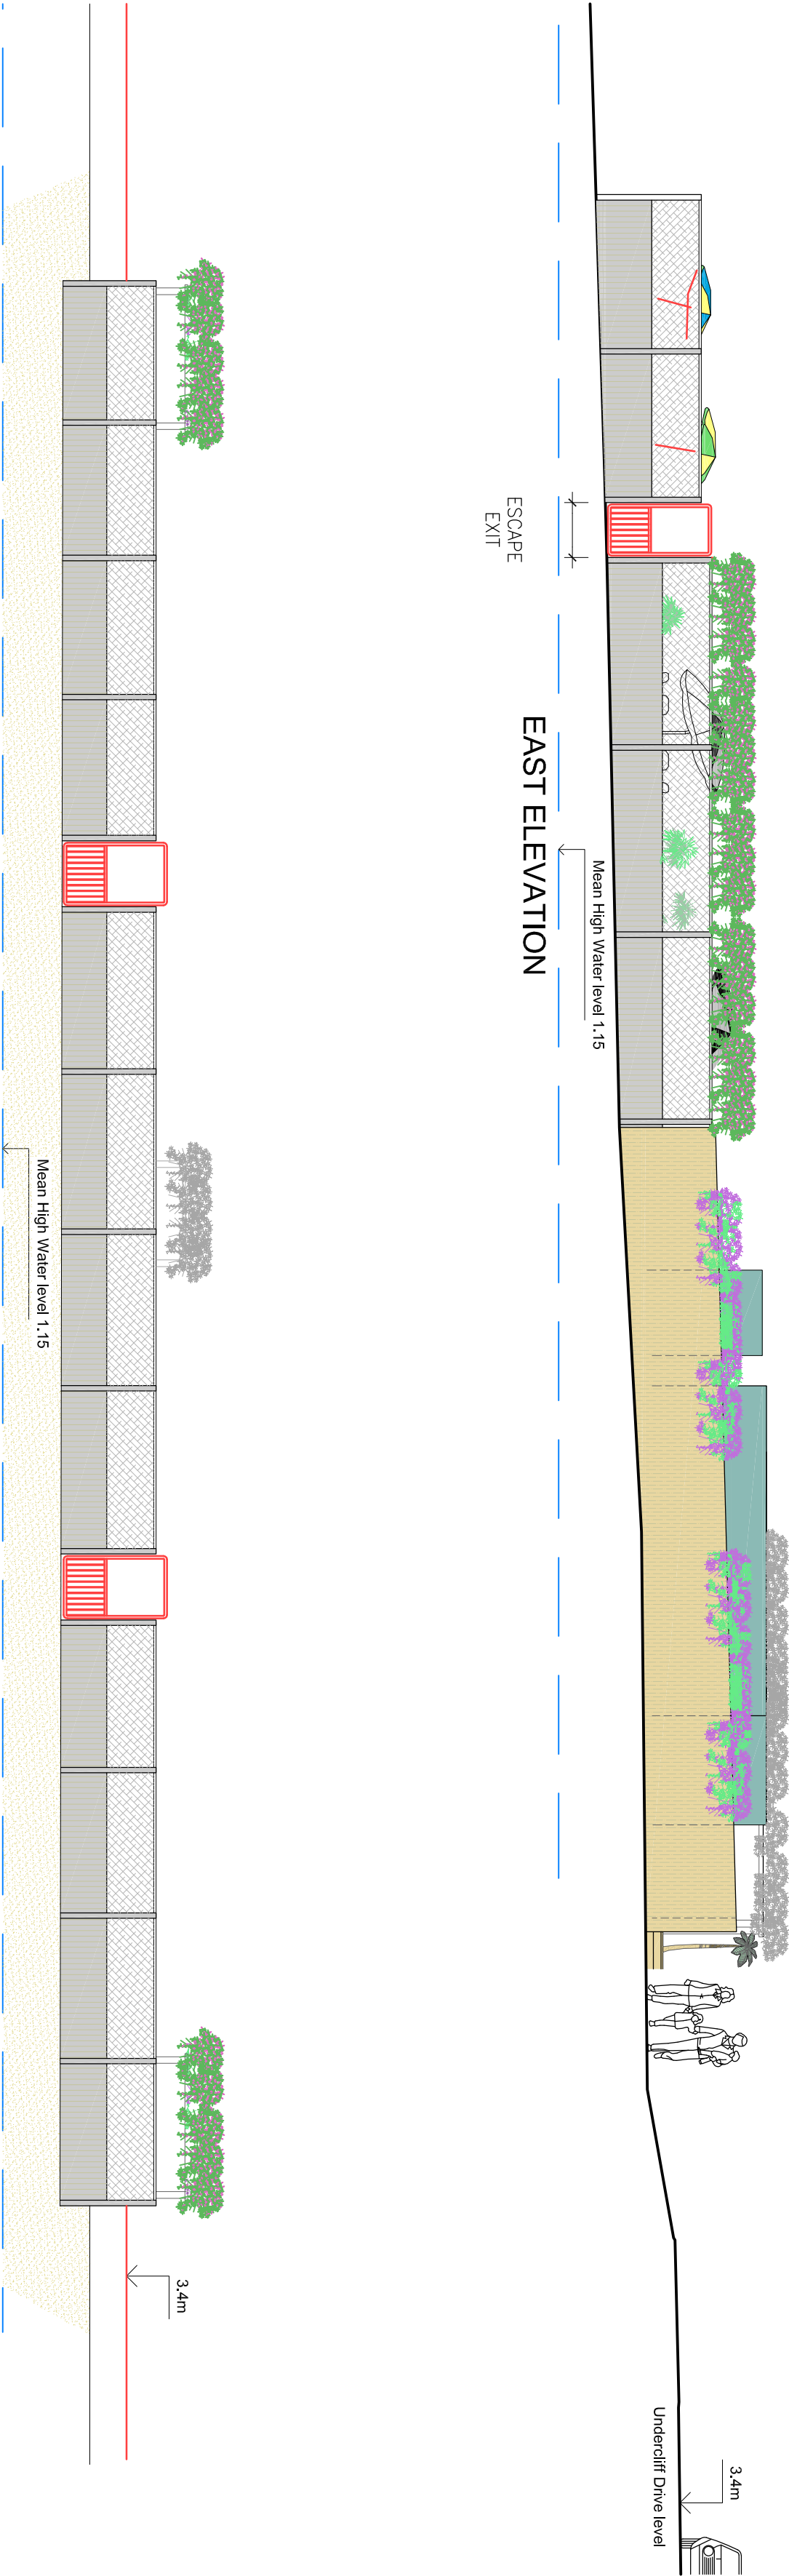 3.4m
Undercliff Drive level
Mean High Water level 1.15
ESCAPE
EXIT
EAST ELEVATION
3.4m
Mean High Water level 1.15